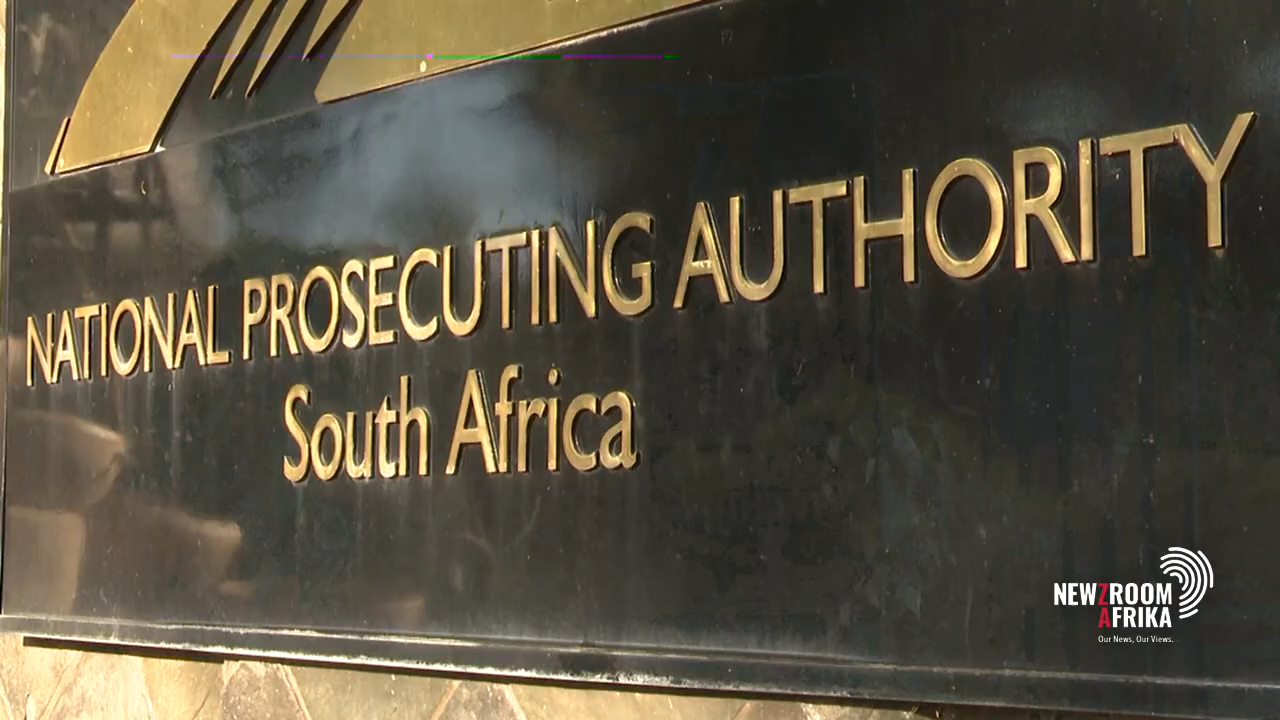 NATIONAL PROSECUTING AUTHORITY
South Africa
NEWZROOM
AFRIKA
Our News, Our Views.